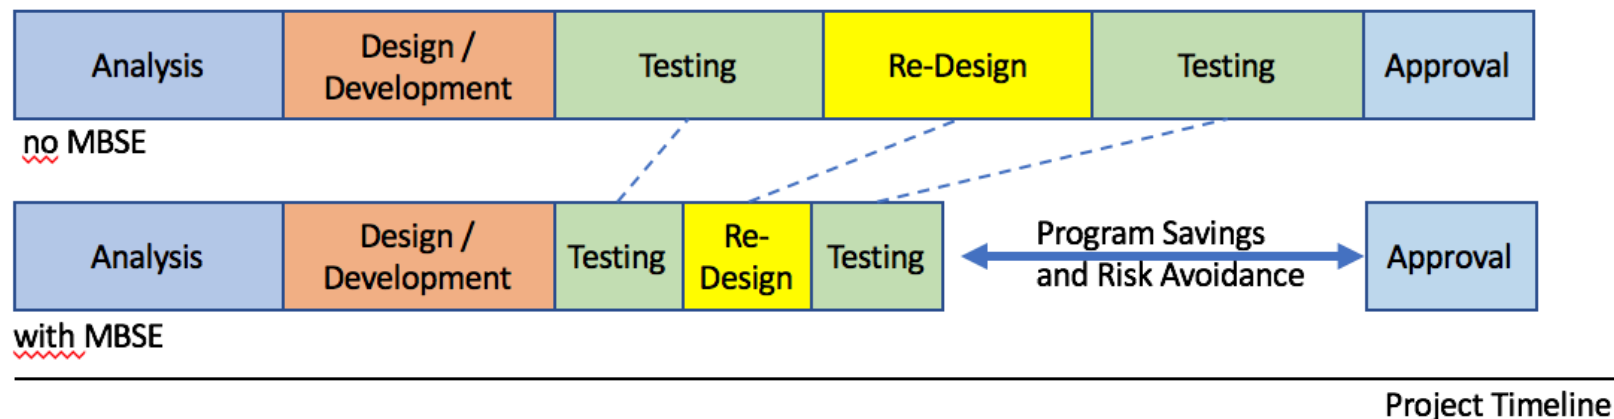 Analysis
Design /
Development
Testing
Re-Design
Testing
Approval
no MBSE
Analysis
Design /
Development
Testing
Re-
Design
Testing
Program Savings
and Risk Avoidance
Approval
with MBSE
Project Timeline